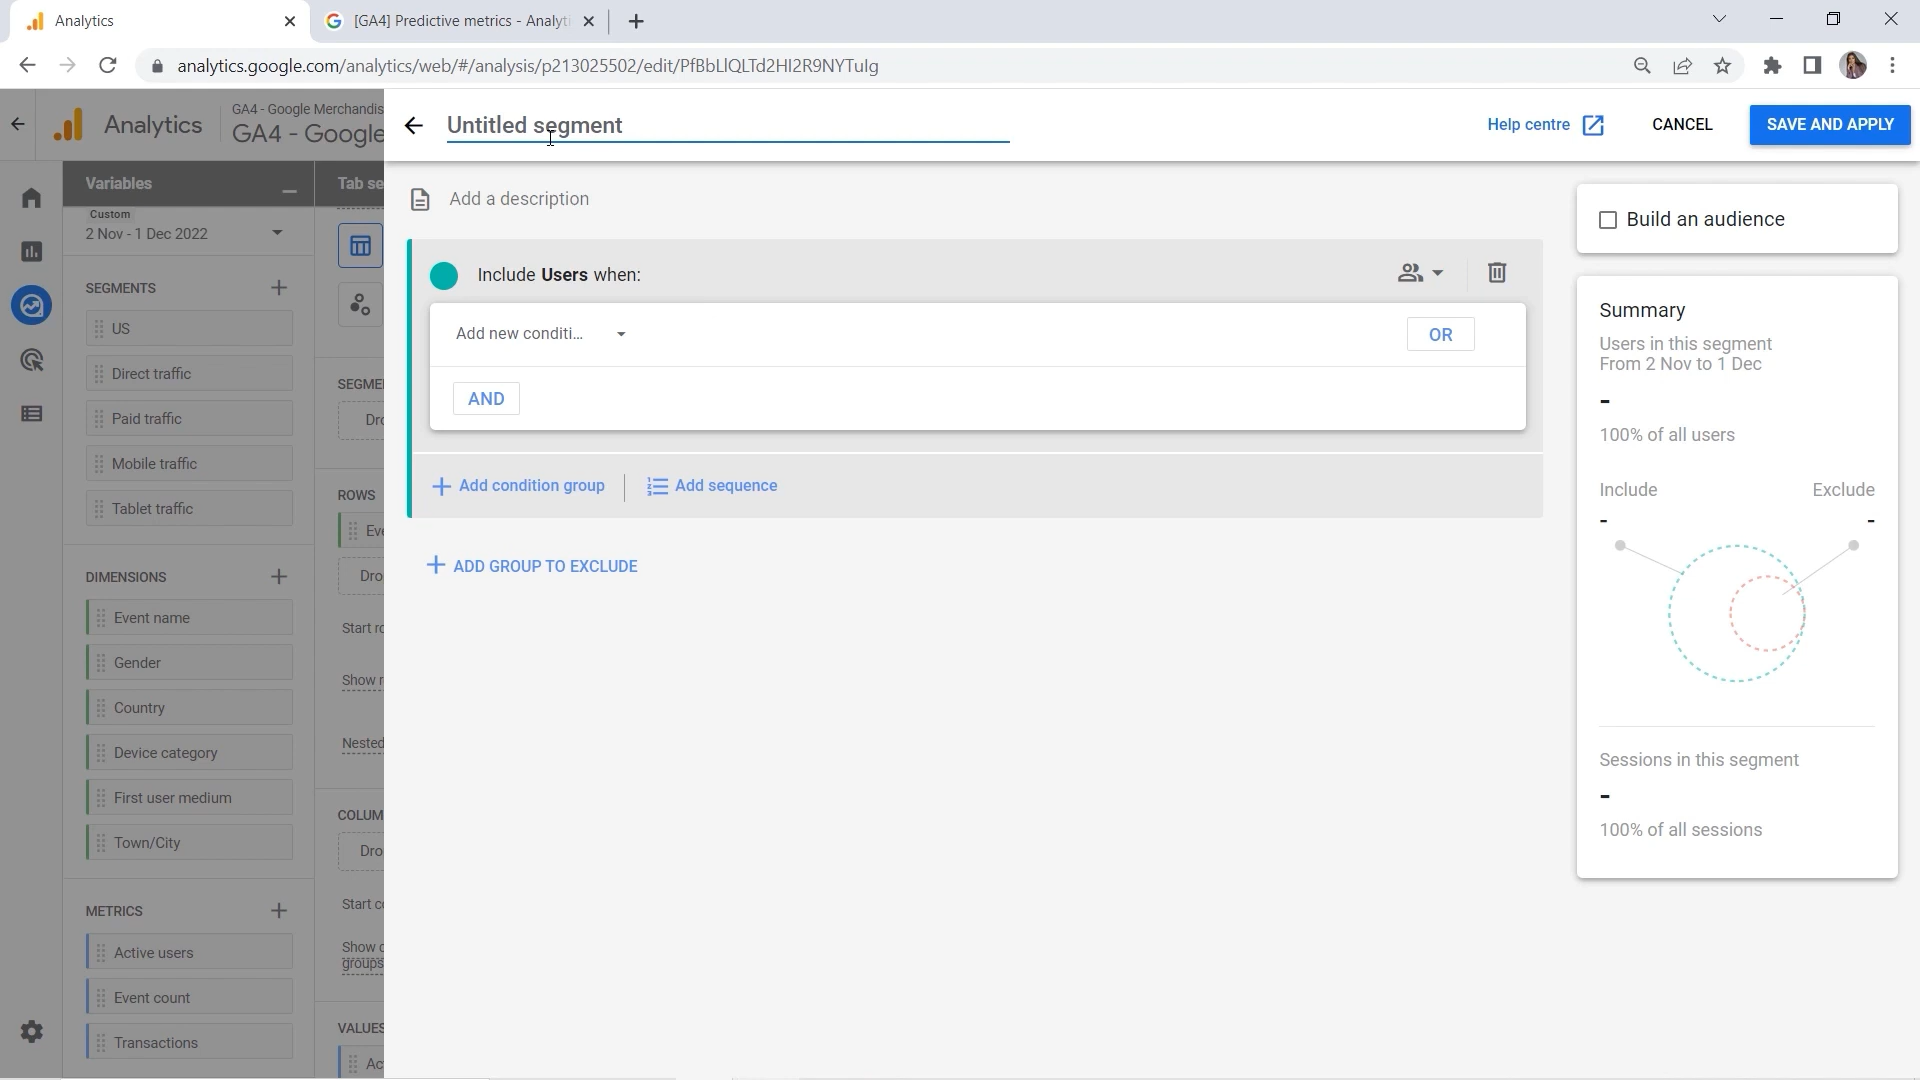 Analytics
[GA4] Predictive metrics - Analyti
analytics.google.com/analytics/web/#/analysis/p213025502/edit/PfBbLlQLTd2HI2R9NYTuIg
Analytics
GA4 - Google Merchandis
GA4 - Google
Untitled segment
Help centre
CANCEL
SAVE AND APPLY
Variables
Custom
2 Nov - 1 Dec 2022
SEGMENTS
US
Direct traffic
Paid traffic
Mobile traffic
Tablet traffic
DIMENSIONS
Event name
Gender
Country
Device category
First user medium
Town/City
METRICS
Active users
Event count
Transactions
Tab se
SEGME
Dro
ROWS
Eve
Dro
Start ro
Show r
Nested
COLUM
Dro
Start co
Show c
groups
VALUES
Ac
Add a description
Include Users when:
Add new conditi...
OR
AND
Add condition group
Add sequence
ADD GROUP TO EXCLUDE
Build an audience
Summary
Users in this segment
From 2 Nov to 1 Dec
-
100% of all users
Include
Exclude
-
-
Sessions in this segment
-
100% of all sessions